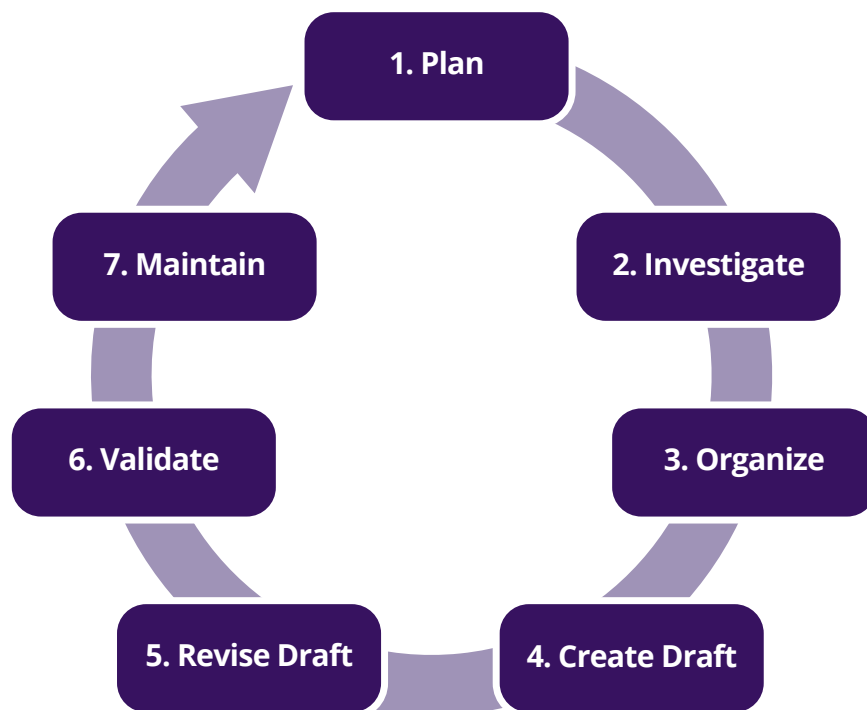 1. Plan
2. Investigate
3. Organize
4. Create Draft
5. Revise Draft
6. Validate
7. Maintain